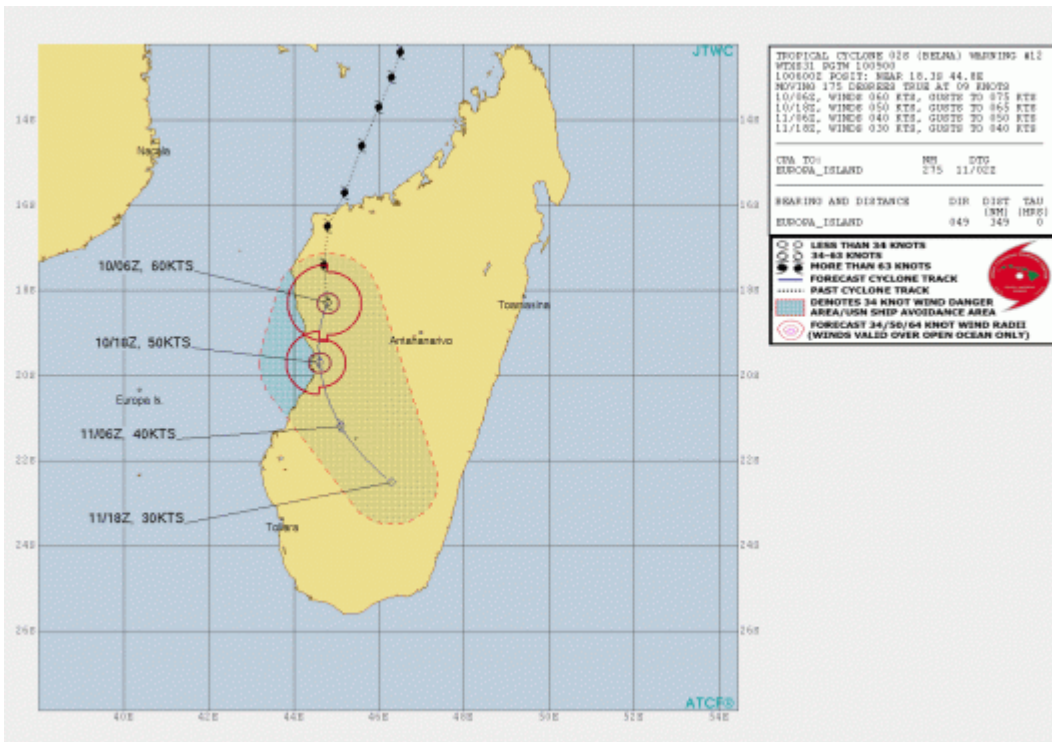 JTWC
Nacala
14S
14S
16S
16S
10/06Z, 60KTS
18S
18S
Toamasina
10/18Z, 50KTS
Antananarivo
20S
20S
Europa Is.
11/06Z, 40KTS
22S
22S
11/18Z, 30KTS
Toliara
24S
24S
26S
26S
ATCF®
40E 42E 44E 46E 48E 50E 52E 54E
TROPICAL CYCLONE 02S (BELNA) WARNING #12
WTXS31 PGTW 100900
100600Z POSIT: NEAR 18.3S 44.8E
MOVING 175 DEGREES TRUE AT 09 KNOTS
10/06Z, WINDS 060 KTS, GUSTS TO 075 KTS
10/18Z, WINDS 050 KTS, GUSTS TO 065 KTS
11/06Z, WINDS 040 KTS, GUSTS TO 050 KTS
11/18Z, WINDS 030 KTS, GUSTS TO 040 KTS
CPA TO: NM DTG
EUROPA_ISLAND 275 11/02Z
BEARING AND DISTANCE DIR DIST TAU
(NM) (HRS)
EUROPA_ISLAND 049 349 0
LESS THAN 34 KNOTS
34-63 KNOTS
MORE THAN 63 KNOTS
FORECAST CYCLONE TRACK
PAST CYCLONE TRACK
DENOTES 34 KNOT WIND DANGER
AREA/USN SHIP AVOIDANCE AREA
FORECAST 34/50/64 KNOT WIND RADII
(WINDS VALID OVER OPEN OCEAN ONLY)